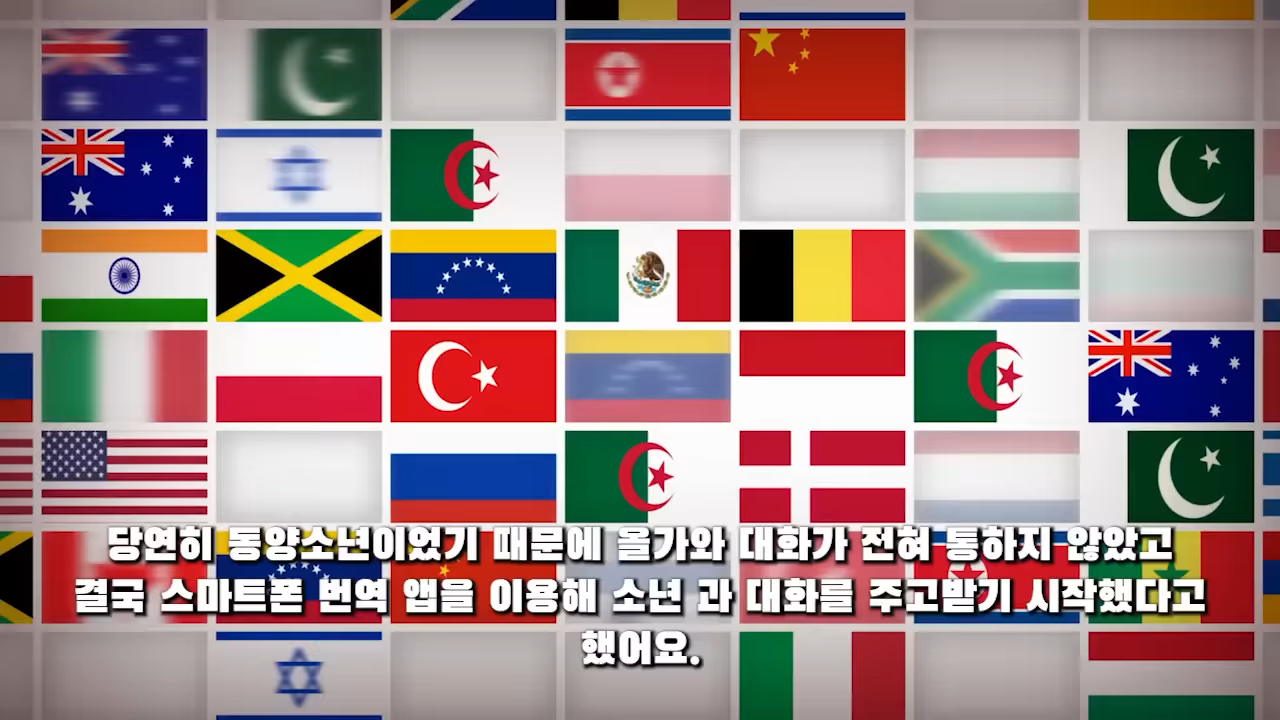 당연히 동양소년이었기 때문에 올가와 대화가 전혀 통하지 않았고
결국 스마트폰 번역 앱을 이용해 소년 과 대화를 주고받기 시작했다고
했어요.